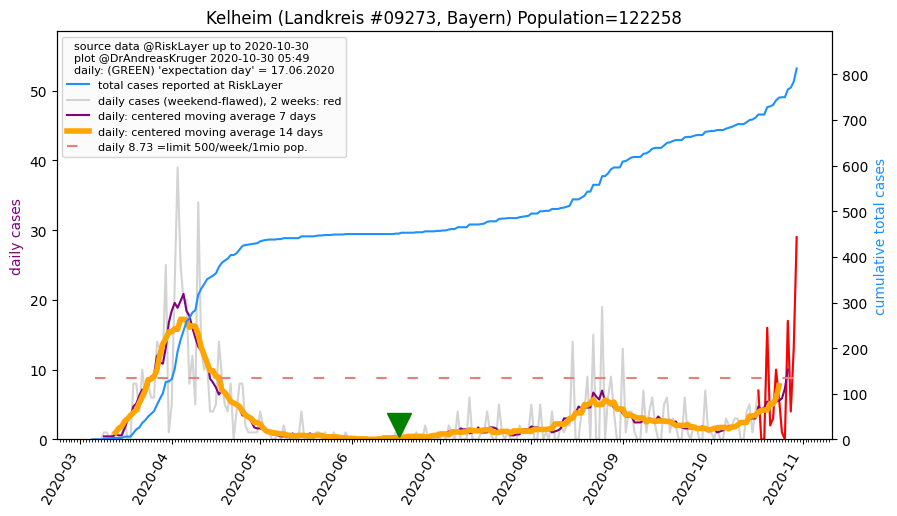 Kelheim (Landkreis #09273, Bayern) Population=122258
source data @RiskLayer up to 2020-10-30
plot @DrAndreasKruger 2020-10-30 05:49
daily: (GREEN) 'expectation day' = 17.06.2020
total cases reported at RiskLayer
daily cases (weekend-flawed), 2 weeks: red
daily: centered moving average 7 days
daily: centered moving average 14 days
daily 8.73 =limit 500/week/1mio pop.
daily cases
50
40
30
20
10
0
cumulative total cases
800
700
600
500
400
300
200
100
0
2020-03
2020-04
2020-05
2020-06
2020-07
2020-08
2020-09
2020-10
2020-11